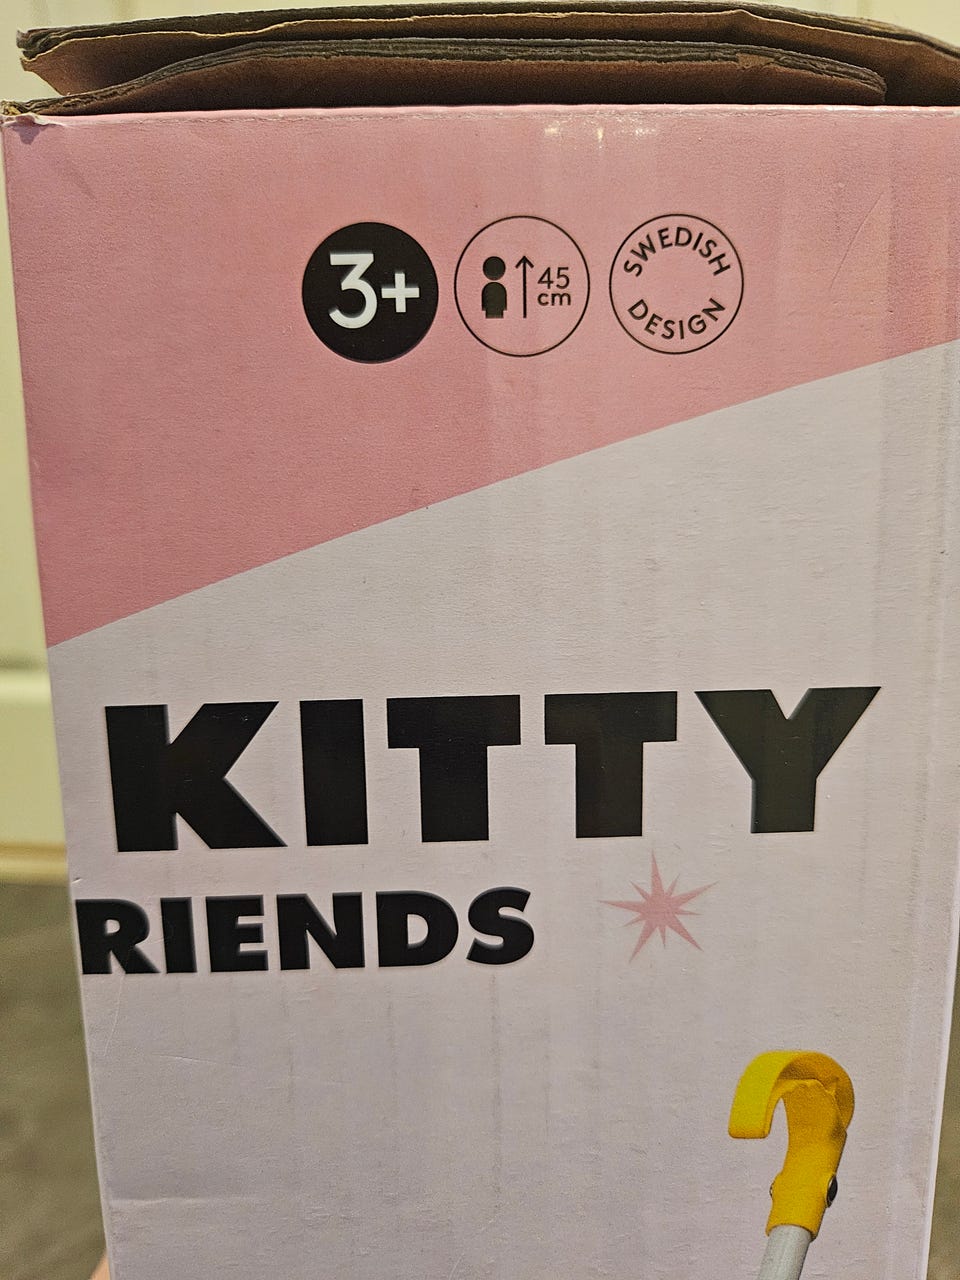 3+
45
cm
SWEDISH
DESIGN
KITTY
RIENDS